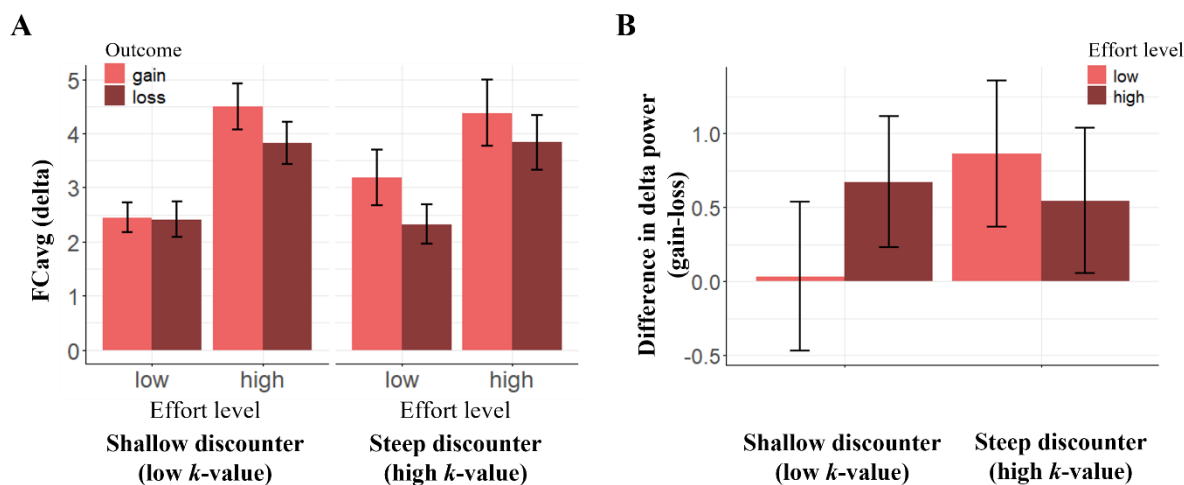 A
Outcome
gain
loss
FCavg (delta)
5
4
3
2
1
0
low
high
low
high
Effort level
Effort level
Shallow discounter
(low k-value)
Steep discounter
(high k-value)
B
Effort level
low
high
Difference in delta power
(gain-loss)
1.0
0.5
0.0
-0.5
Shallow discounter
(low k-value)
Steep discounter
(high k-value)